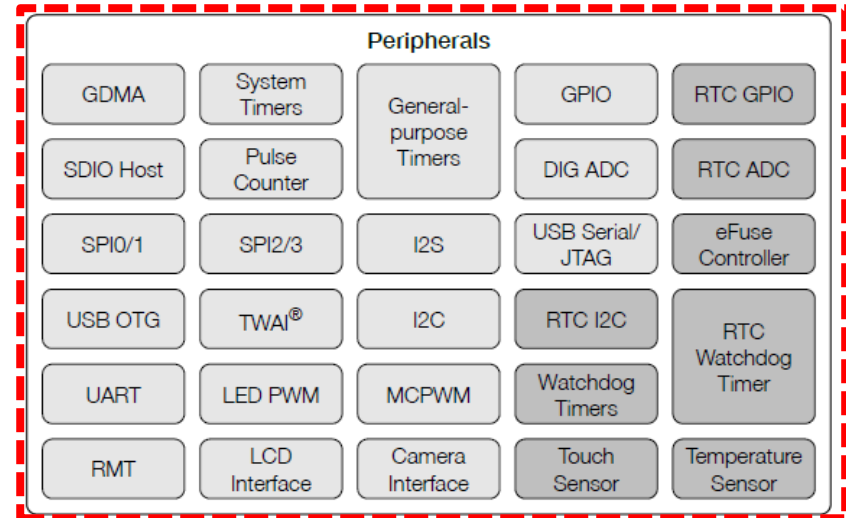 Peripherals
GDMA
System
Timers
General-
purpose
Timers
GPIO
RTC GPIO
SDIO Host
Pulse
Counter
DIG ADC
RTC ADC
SPI0/1
SPI2/3
I2S
USB Serial/
JTAG
eFuse
Controller
USB OTG
TWAI®
I2C
RTC I2C
RTC
Watchdog
Timer
UART
LED PWM
MCPWM
Watchdog
Timers
RMT
LCD
Interface
Camera
Interface
Touch
Sensor
Temperature
Sensor